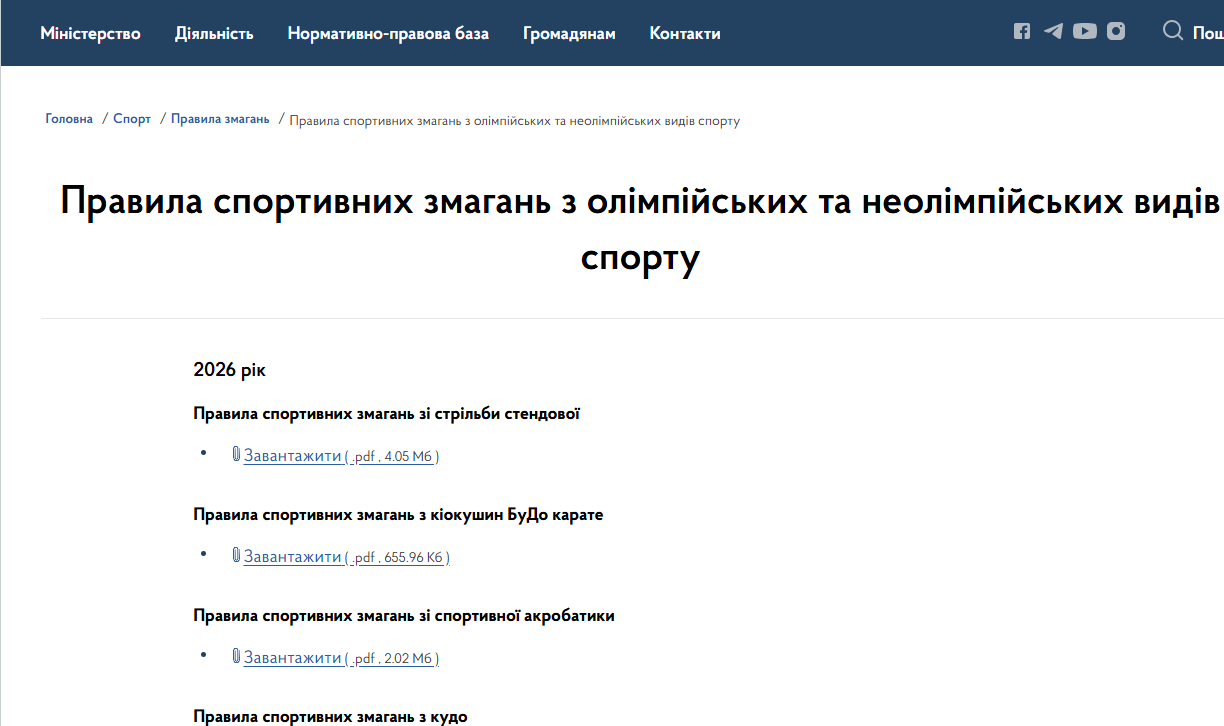 Міністерство Діяльність Нормативно-правова база Громадянам Контакти
Головна / Спорт / Правила змагань / Правила спортивних змагань з олімпійських та неолімпійських видів спорту
Правила спортивних змагань з олімпійських та неолімпійських видів
спорту
2026 рік
Правила спортивних змагань зі стрільби стендової
• Завантажити ( .pdf , 4.05 Мб )
Правила спортивних змагань з кіокушин БуДо карате
• Завантажити ( .pdf , 655.96 Кб )
Правила спортивних змагань зі спортивної акробатики
• Завантажити ( .pdf , 2.02 Мб )
Правила спортивних змагань з кудо